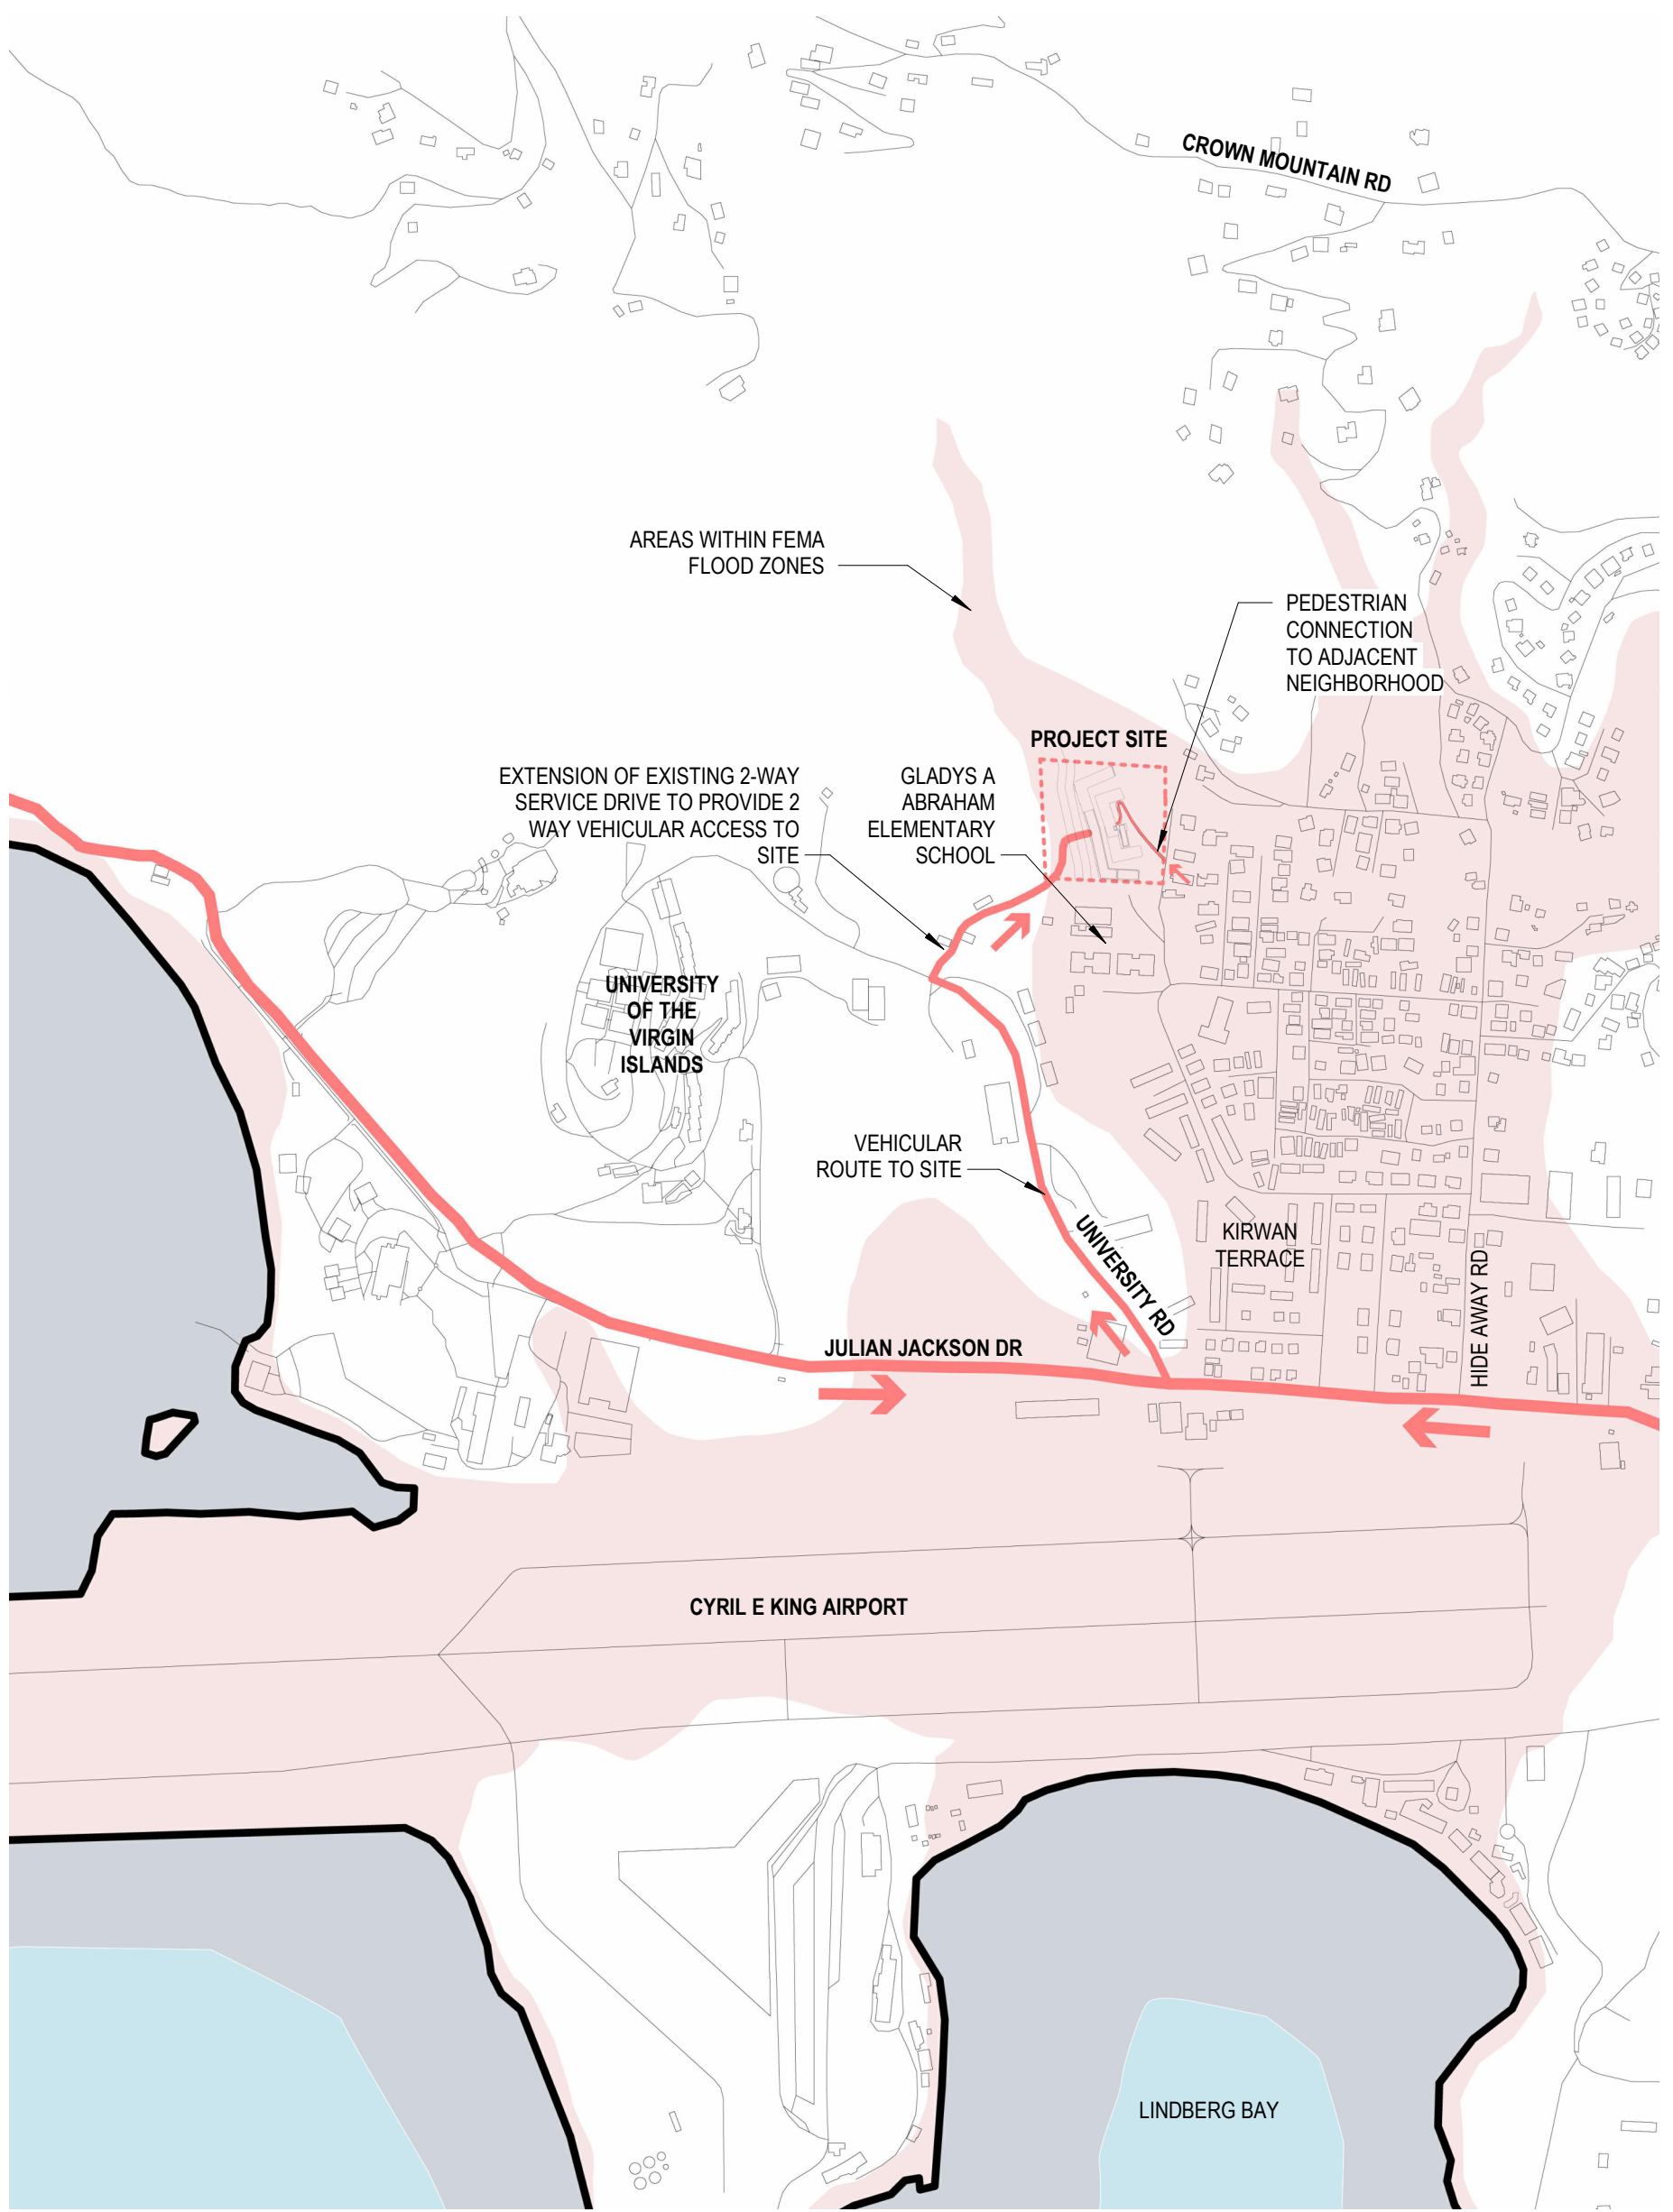 CROWN MOUNTAIN RD
AREAS WITHIN FEMA
FLOOD ZONES
PEDESTRIAN
CONNECTION
TO ADJACENT
NEIGHBORHOOD
PROJECT SITE
EXTENSION OF EXISTING 2-WAY
SERVICE DRIVE TO PROVIDE 2
WAY VEHICULAR ACCESS TO
SITE
GLADYS A
ABRAHAM
ELEMENTARY
SCHOOL
UNIVERSITY
OF THE
VIRGIN
ISLANDS
VEHICULAR
ROUTE TO SITE
UNIVERSITY RD
KIRWAN
TERRACE
HIDE AWAY RD
JULIAN JACKSON DR
CYRIL E KING AIRPORT
LINDBERG BAY